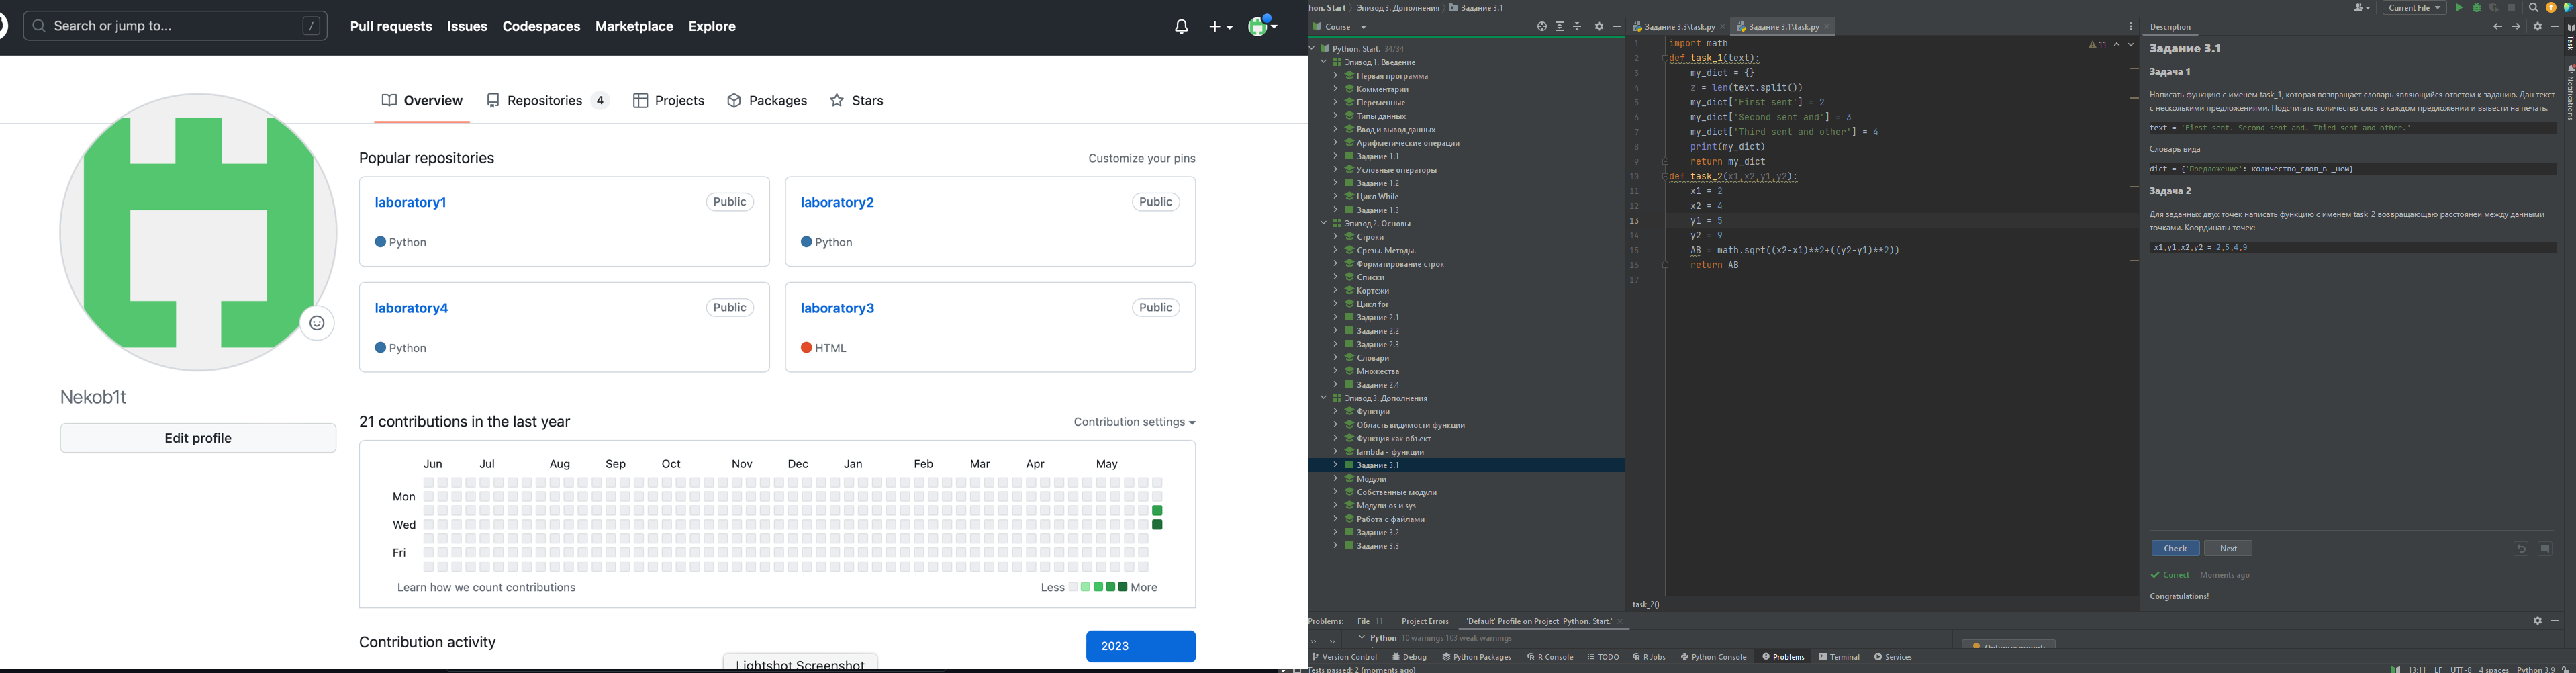 Search or jump to...
/
Pull requests Issues Codespaces Marketplace Explore
Overview Repositories 4 Projects Packages Stars
Nekob1t
Edit profile
Popular repositories
Customize your pins
laboratory1 Public
Python
laboratory2 Public
Python
laboratory4 Public
Python
laboratory3 Public
HTML
21 contributions in the last year
Contribution settings
Jun Jul Aug Sep Oct Nov Dec Jan Feb Mar Apr May
Mon
Wed
Fri
Learn how we count contributions
Less More
Contribution activity
2023
Lightshot Screenshot
hon. Start Эпизод 3. Дополнения Задание 3.1
Current File
Course
Python. Start. 34/34
Эпизод 1. Введение
Первая программа
Комментарии
Переменные
Типы данных
Ввод и вывод данных
Арифметические операции
Задание 1.1
Условные операторы
Задание 1.2
Цикл While
Задание 1.3
Эпизод 2. Основы
Строки
Срезы. Методы.
Форматирование строк
Списки
Кортежи
Цикл for
Задание 2.1
Задание 2.2
Задание 2.3
Словари
Множества
Задание 2.4
Эпизод 3. Дополнения
Функции
Область видимости функции
Функция как объект
lambda - функции
Задание 3.1
Модули
Собственные модули
Модули os и sys
Работа с файлами
Задание 3.2
Задание 3.3
Задание 3.3\task.py Задание 3.1\task.py
11
1 import math
2 def task_1(text):
3 my_dict = {}
4 z = len(text.split())
5 my_dict['First sent'] = 2
6 my_dict['Second sent and'] = 3
7 my_dict['Third sent and other'] = 4
8 print(my_dict)
9 return my_dict
10 def task_2(x1,x2,y1,y2):
11 x1 = 2
12 x2 = 4
13 y1 = 5
14 y2 = 9
15 AB = math.sqrt((x2-x1)**2+((y2-y1)**2))
16 return AB
17
task_2()
Description
Задание 3.1
Задача 1
Написать функцию с именем task_1, которая возвращает словарь являющийся ответом к заданию. Дан текст
с несколькими предложениями. Подсчитать количество слов в каждом предложении и вывести на печать.
text = 'First sent. Second sent and. Third sent and other.'
Словарь вида
dict = {'Предложение': количество_слов_в _нем}
Задача 2
Для заданных двух точек написать функцию с именем task_2 возвращающаю расстояни между данными
точками. Координаты точек:
x1,y1,x2,y2 = 2,5,4,9
Check Next
Correct Moments ago
Congratulations!
Task
Notifications
Problems: File 11 Project Errors 'Default' Profile on Project 'Python. Start.'
Python 10 warnings 103 weak warnings
Optimize imports
Version Control Debug Python Packages R Console TODO R Jobs Python Console Problems Terminal Services
Tests passed: 2 (moments ago)
13:11 LF UTF-8 4 spaces Python 3.9